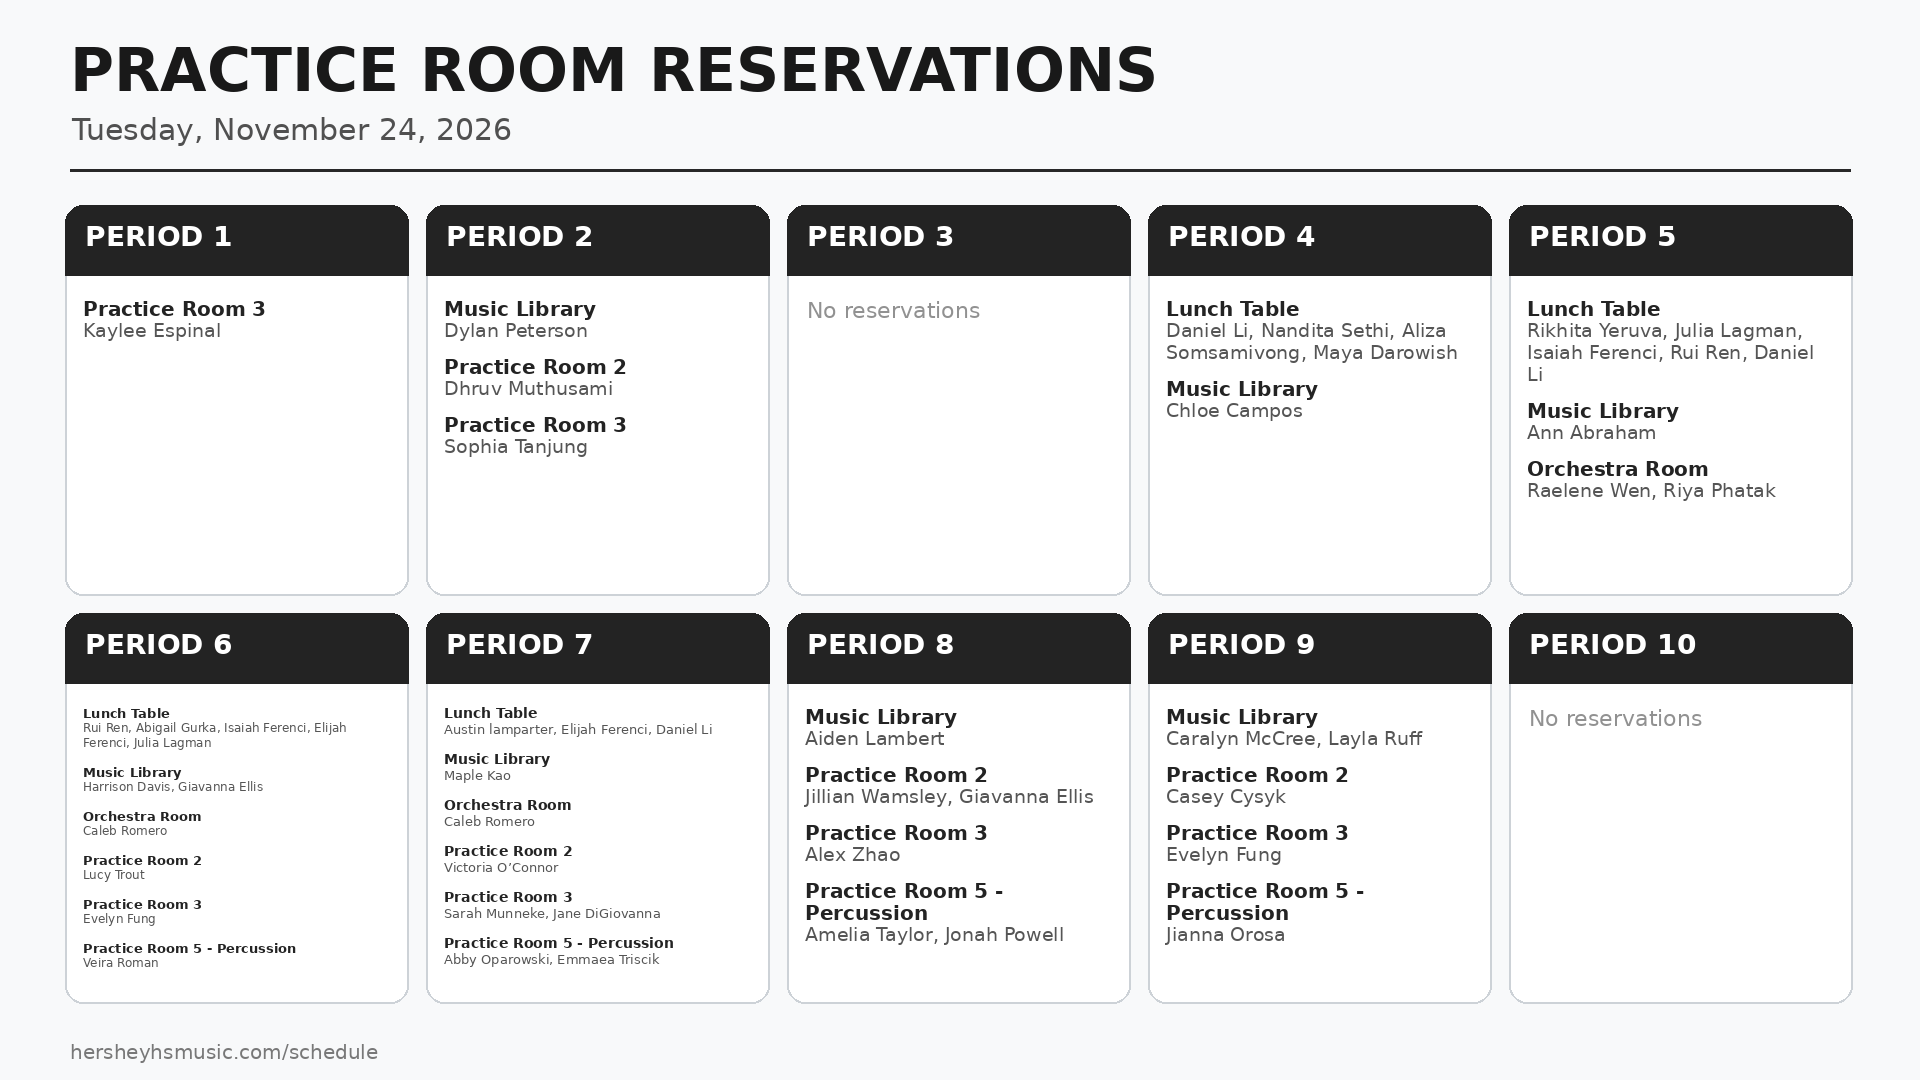 PRACTICE ROOM RESERVATIONS
Tuesday, November 24, 2026
PERIOD 1
Practice Room 3
Kaylee Espinal
PERIOD 2
Music Library
Dylan Peterson
Practice Room 2
Dhruv Muthusami
Practice Room 3
Sophia Tanjung
PERIOD 3
No reservations
PERIOD 4
Lunch Table
Daniel Li, Nandita Sethi, Aliza
Somsamivong, Maya Darowish
Music Library
Chloe Campos
PERIOD 5
Lunch Table
Rikhita Yeruva, Julia Lagman,
Isaiah Ferenci, Rui Ren, Daniel
Li
Music Library
Ann Abraham
Orchestra Room
Raelene Wen, Riya Phatak
PERIOD 6
Lunch Table
Rui Ren, Abigail Gurka, Isaiah Ferenci, Elijah
Ferenci, Julia Lagman
Music Library
Harrison Davis, Giavanna Ellis
Orchestra Room
Caleb Romero
Practice Room 2
Lucy Trout
Practice Room 3
Evelyn Fung
Practice Room 5 - Percussion
Veira Roman
PERIOD 7
Lunch Table
Austin lamparter, Elijah Ferenci, Daniel Li
Music Library
Maple Kao
Orchestra Room
Caleb Romero
Practice Room 2
Victoria O’Connor
Practice Room 3
Sarah Munneke, Jane DiGiovanna
Practice Room 5 - Percussion
Abby Oparowski, Emmaea Triscik
PERIOD 8
Music Library
Aiden Lambert
Practice Room 2
Jillian Wamsley, Giavanna Ellis
Practice Room 3
Alex Zhao
Practice Room 5 -
Percussion
Amelia Taylor, Jonah Powell
PERIOD 9
Music Library
Caralyn McCree, Layla Ruff
Practice Room 2
Casey Cysyk
Practice Room 3
Evelyn Fung
Practice Room 5 -
Percussion
Jianna Orosa
PERIOD 10
No reservations
hersheyhsmusic.com/schedule